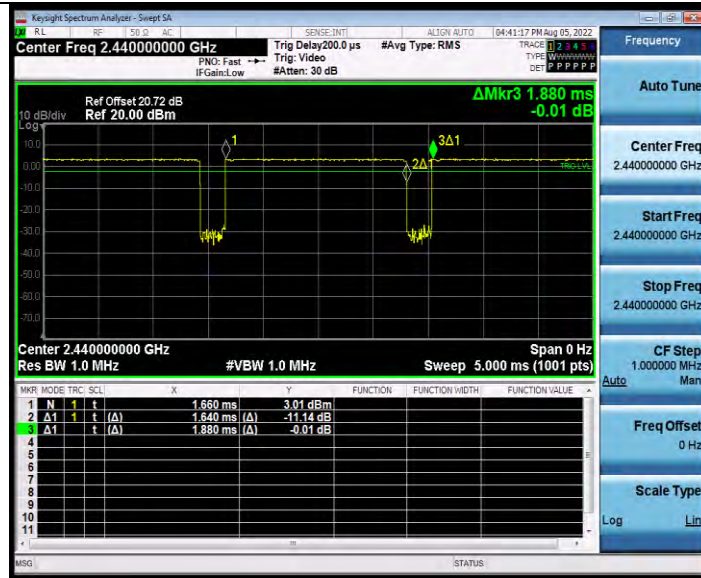 Keysight Spectrum Analyzer - Swept SA
RL RF 50 Ω AC SENSE:INT ALIGN AUTO 04:41:17 PM Aug 05, 2022
Center Freq 2.440000000 GHz
PNO: Fast
IFGain:Low
Trig Delay200.0 µs
Trig: Video
#Atten: 30 dB
#Avg Type: RMS
TRACE 1 2 3 4 5 6
TYPE W
DET P P P P P P
Ref Offset 20.72 dB
10 dB/div Ref 20.00 dBm
ΔMkr3 1.880 ms
-0.01 dB
Log
10.0
0.00
-10.0
-20.0
-30.0
-40.0
-50.0
-60.0
-70.0
1
2Δ1
3Δ1
TRIG LVL
Center 2.440000000 GHz Span 0 Hz
Res BW 1.0 MHz #VBW 1.0 MHz Sweep 5.000 ms (1001 pts)
MKR MODE TRC SCL X Y FUNCTION FUNCTION WIDTH FUNCTION VALUE
1 N 1 t 1.660 ms 3.01 dBm
2 Δ1 1 t (Δ) 1.640 ms (Δ) -11.14 dB
3 Δ1 t (Δ) 1.880 ms (Δ) -0.01 dB
4
5
6
7
8
9
10
11
MSG STATUS
Frequency
Auto Tune
Center Freq
2.440000000 GHz
Start Freq
2.440000000 GHz
Stop Freq
2.440000000 GHz
CF Step
1.000000 MHz
Auto Man
Freq Offset
0 Hz
Scale Type
Log Lin